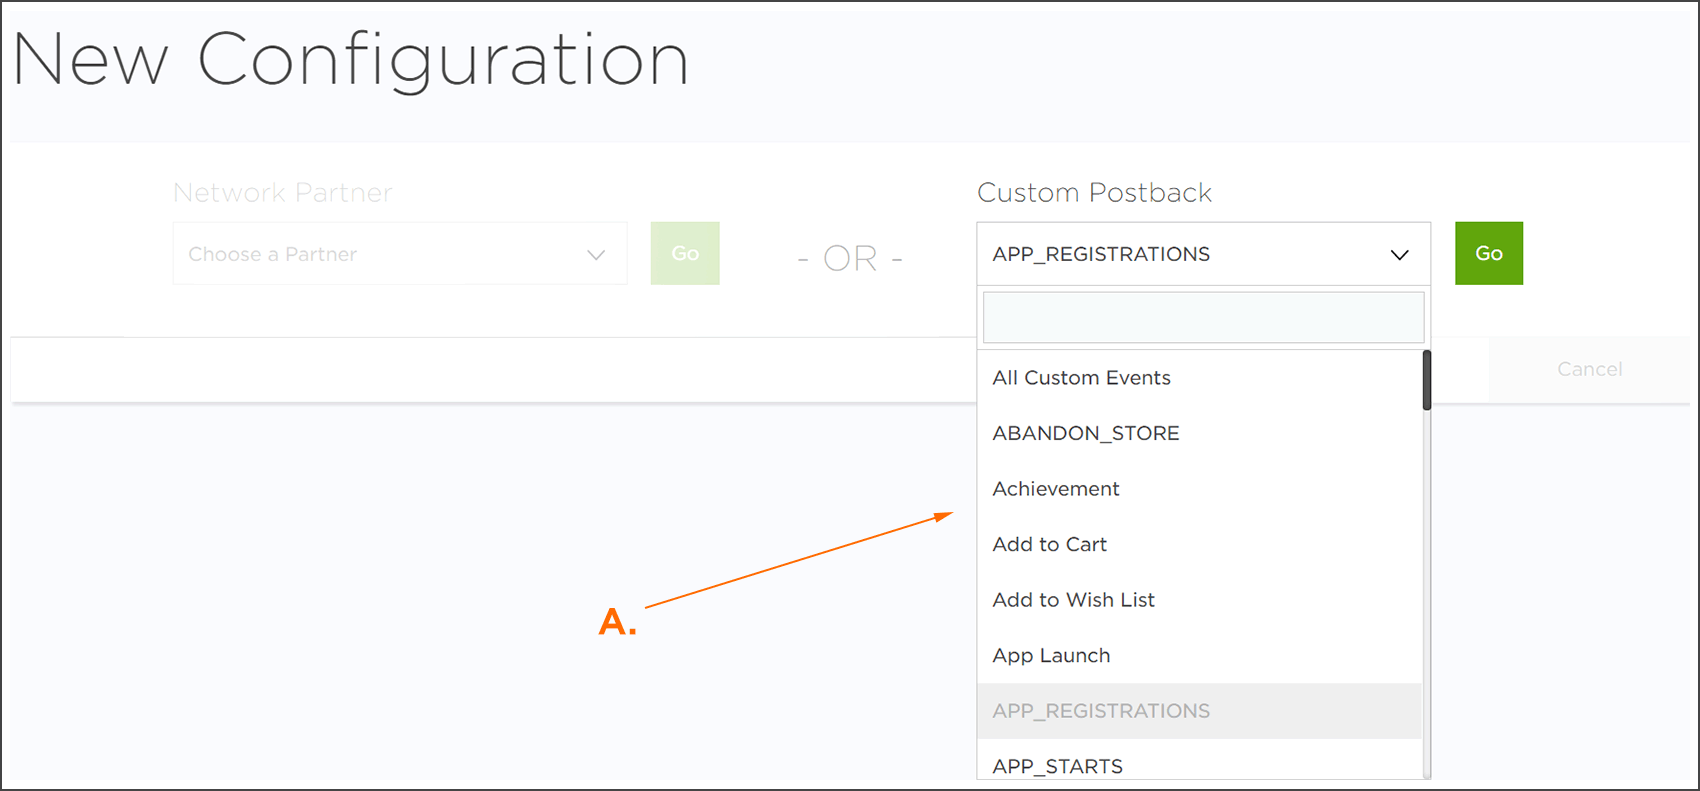 New Configuration
Network Partner
Choose a Partner
Go
- OR -
Custom Postback
APP_REGISTRATIONS
Go
All Custom Events
ABANDON_STORE
Achievement
Add to Cart
Add to Wish List
App Launch
APP_REGISTRATIONS
APP_STARTS
Cancel
A.